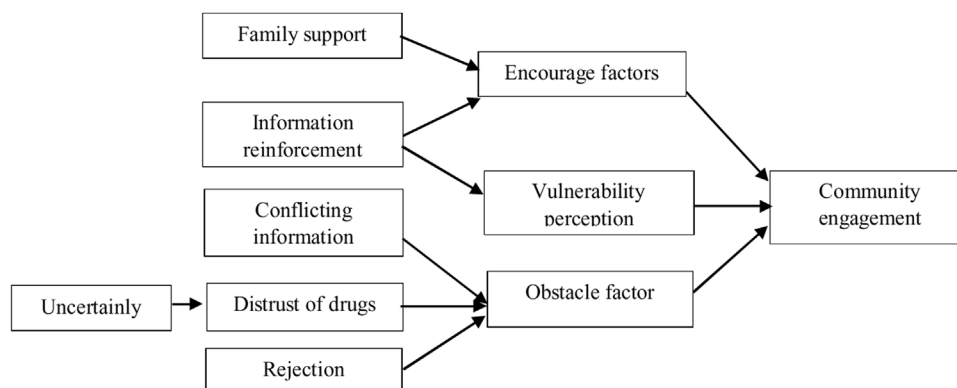 Family support
Encourage factors
Information
reinforcement
Vulnerability
perception
Community
engagement
Conflicting
information
Obstacle factor
Uncertainly
Distrust of drugs
Rejection